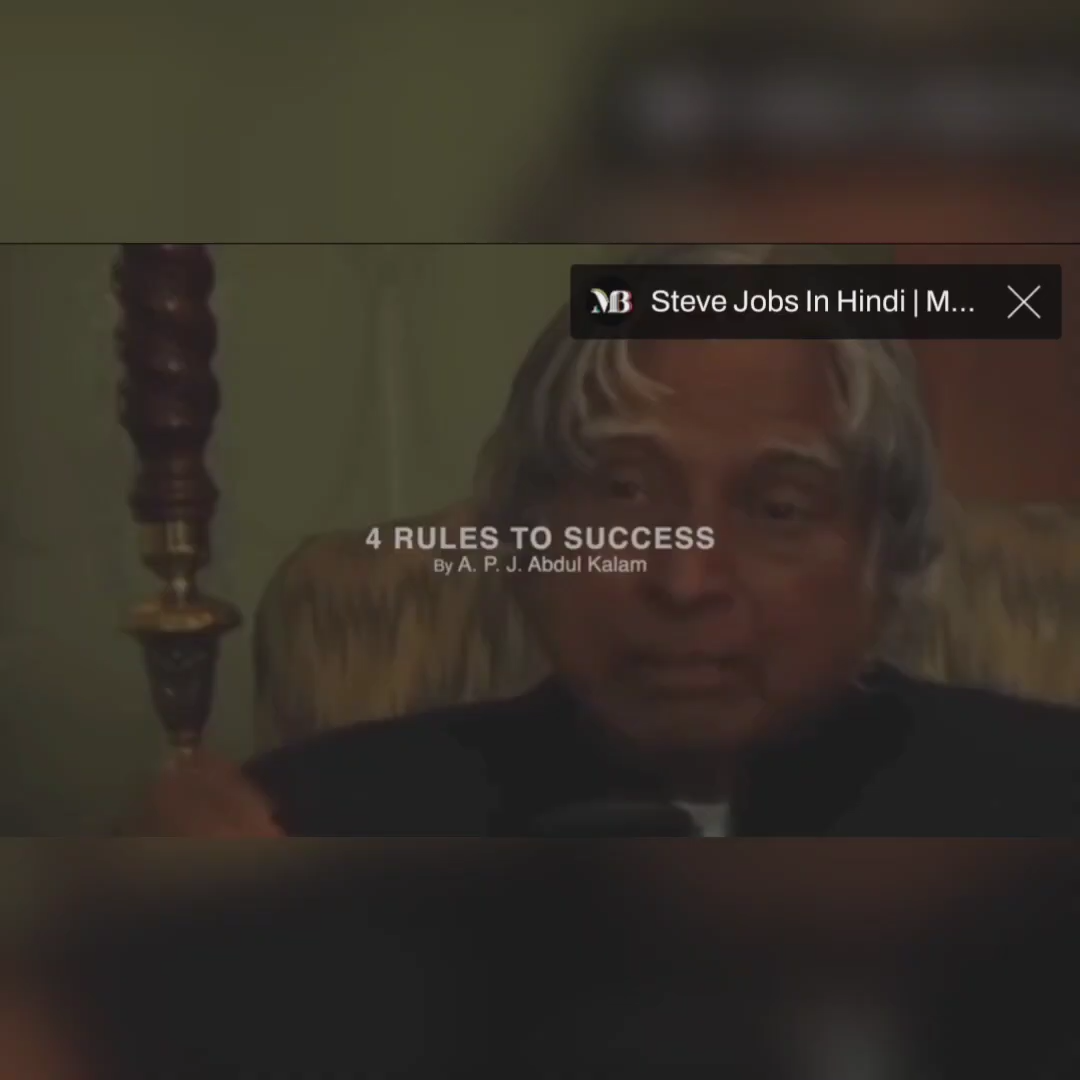 MB Steve Jobs In Hindi | M...
4 RULES TO SUCCESS
By A. P. J. Abdul Kalam